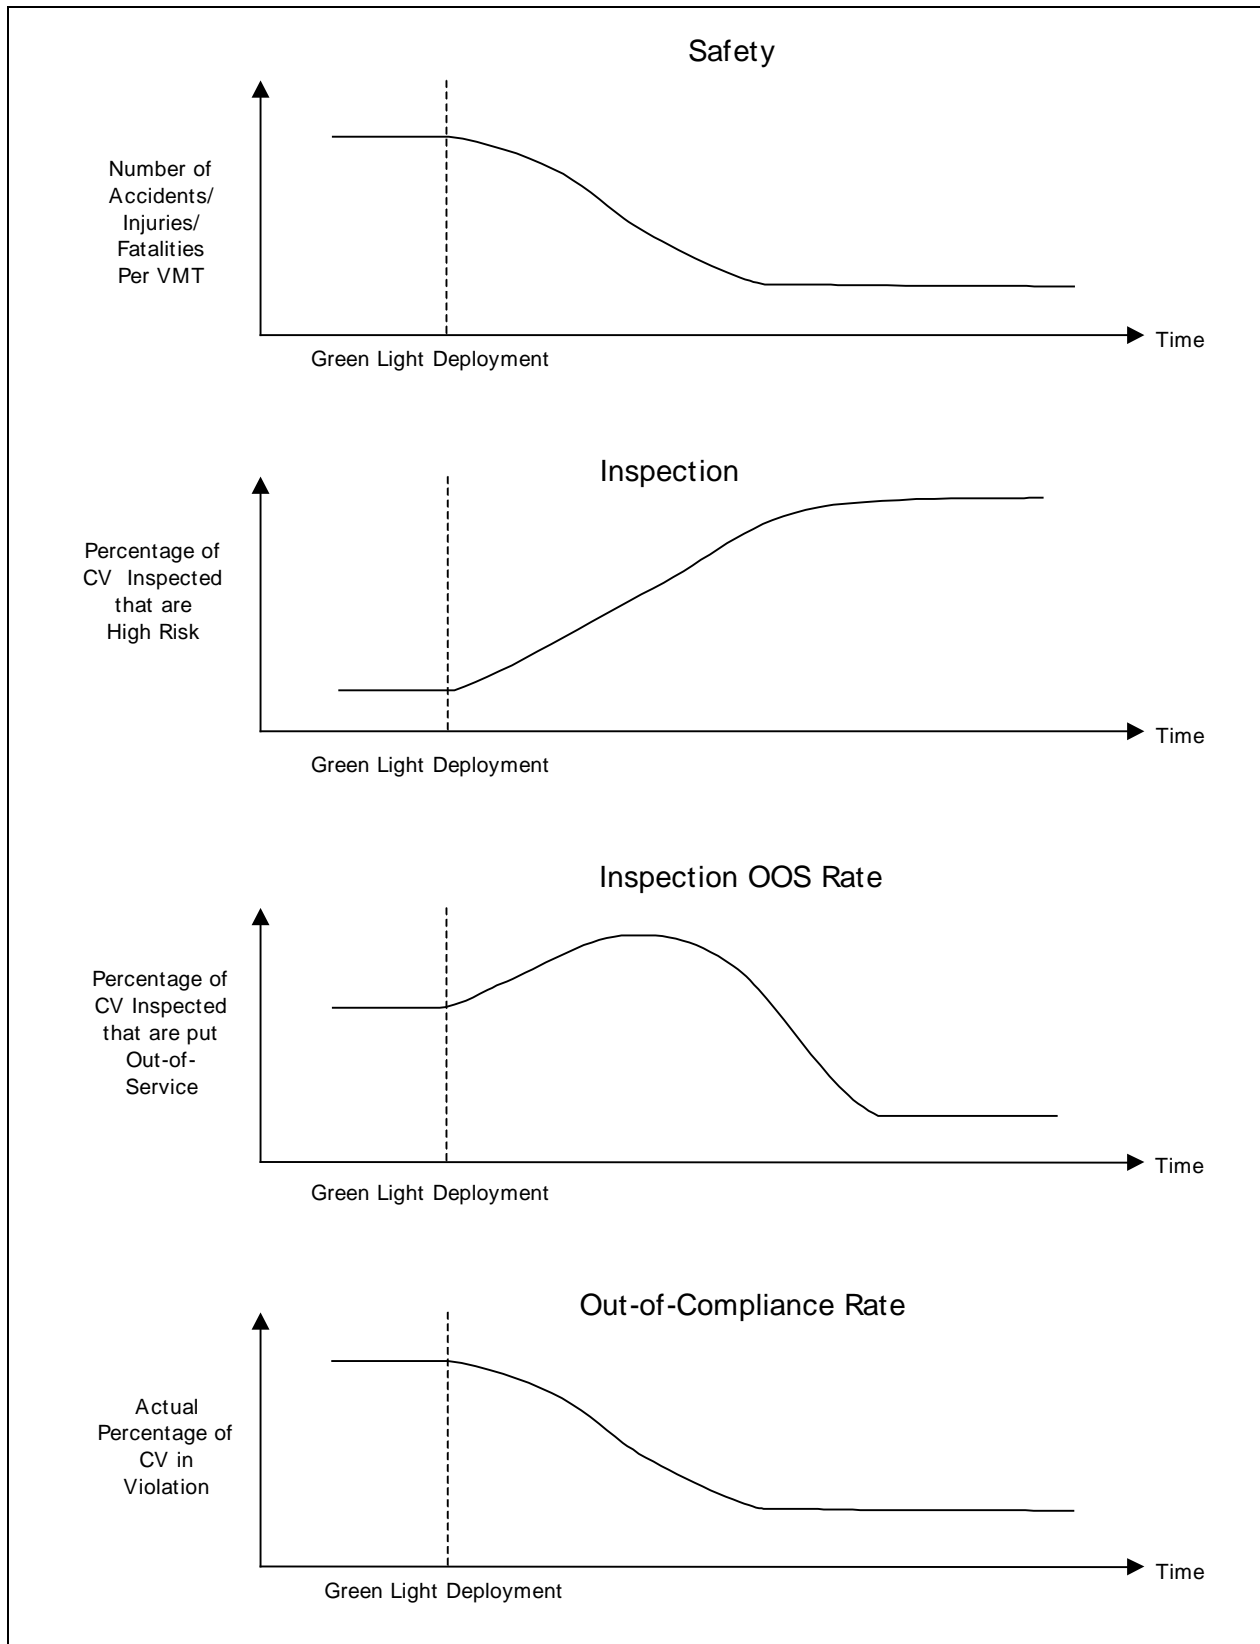 Safety
Number of
Accidents/
Injuries/
Fatalities
Per VMT
Time
Green Light Deployment
Inspection
Percentage of
CV Inspected
that are
High Risk
Time
Green Light Deployment
Inspection OOS Rate
Percentage of
CV Inspected
that are put
Out-of-
Service
Time
Green Light Deployment
Out-of-Compliance Rate
Actual
Percentage of
CV in
Violation
Time
Green Light Deployment